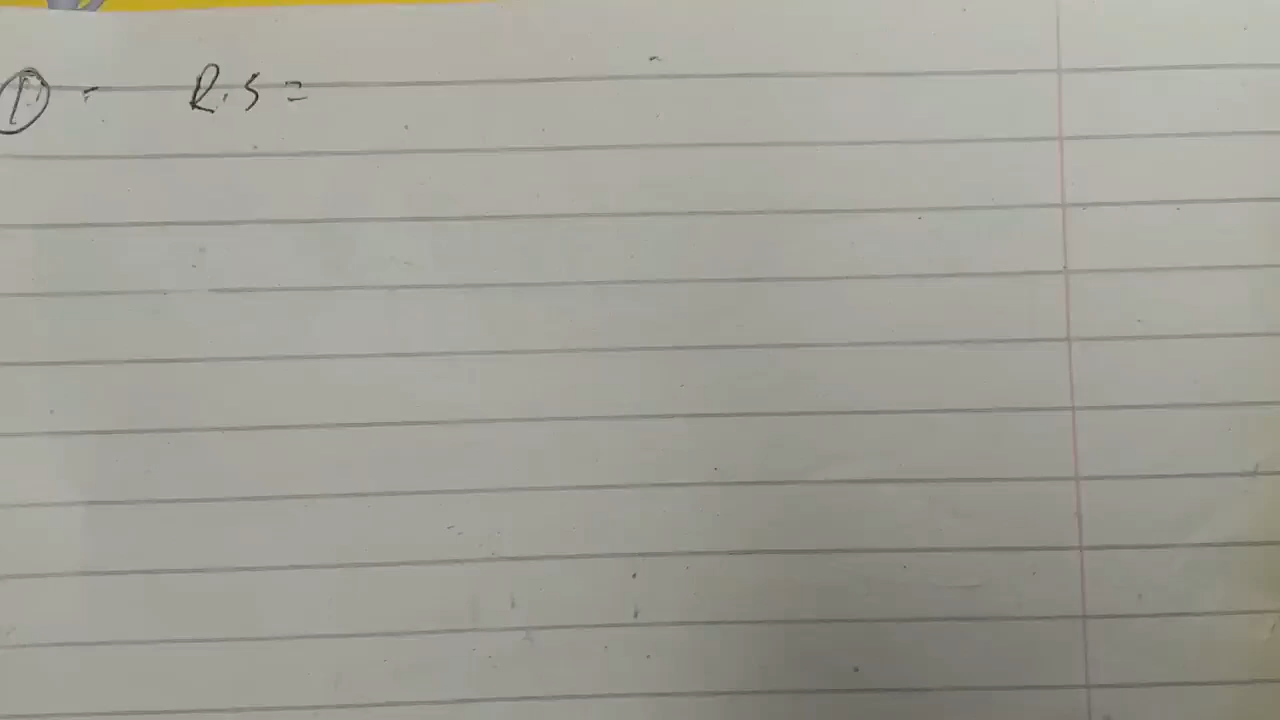 ① - R.S =